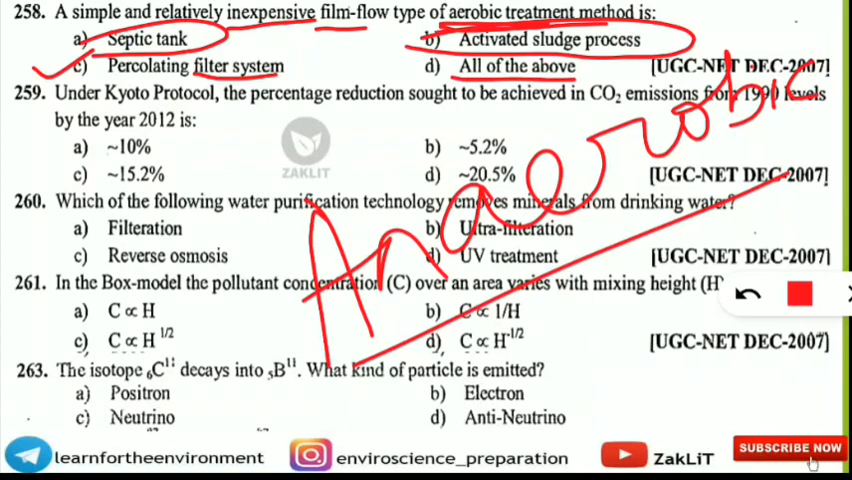 258. A simple and relatively inexpensive film-flow type of aerobic treatment method is:
a) Septic tank b) Activated sludge process
c) Percolating filter system d) All of the above [UGC-NET DEC-2007]
259. Under Kyoto Protocol, the percentage reduction sought to be achieved in CO₂ emissions from 1990 levels
by the year 2012 is:
a) ~10% b) ~5.2%
ZAKLIT
c) ~15.2% d) ~20.5% [UGC-NET DEC-2007]
260. Which of the following water purification technology removes minerals from drinking water?
a) Filteration b) Ultra-filteration
c) Reverse osmosis d) UV treatment [UGC-NET DEC-2007]
261. In the Box-model the pollutant concentration (C) over an area varies with mixing height (H)
a) C ∝ H b) C ∝ 1/H
c) C ∝ H^1/2 d) C ∝ H^-1/2 [UGC-NET DEC-2007]
263. The isotope ₆C¹¹ decays into ₅B¹¹. What kind of particle is emitted?
a) Positron b) Electron
c) Neutrino d) Anti-Neutrino
Anaerobic
learnfortheenvironment enviroscience_preparation ZakLiT SUBSCRIBE NOW